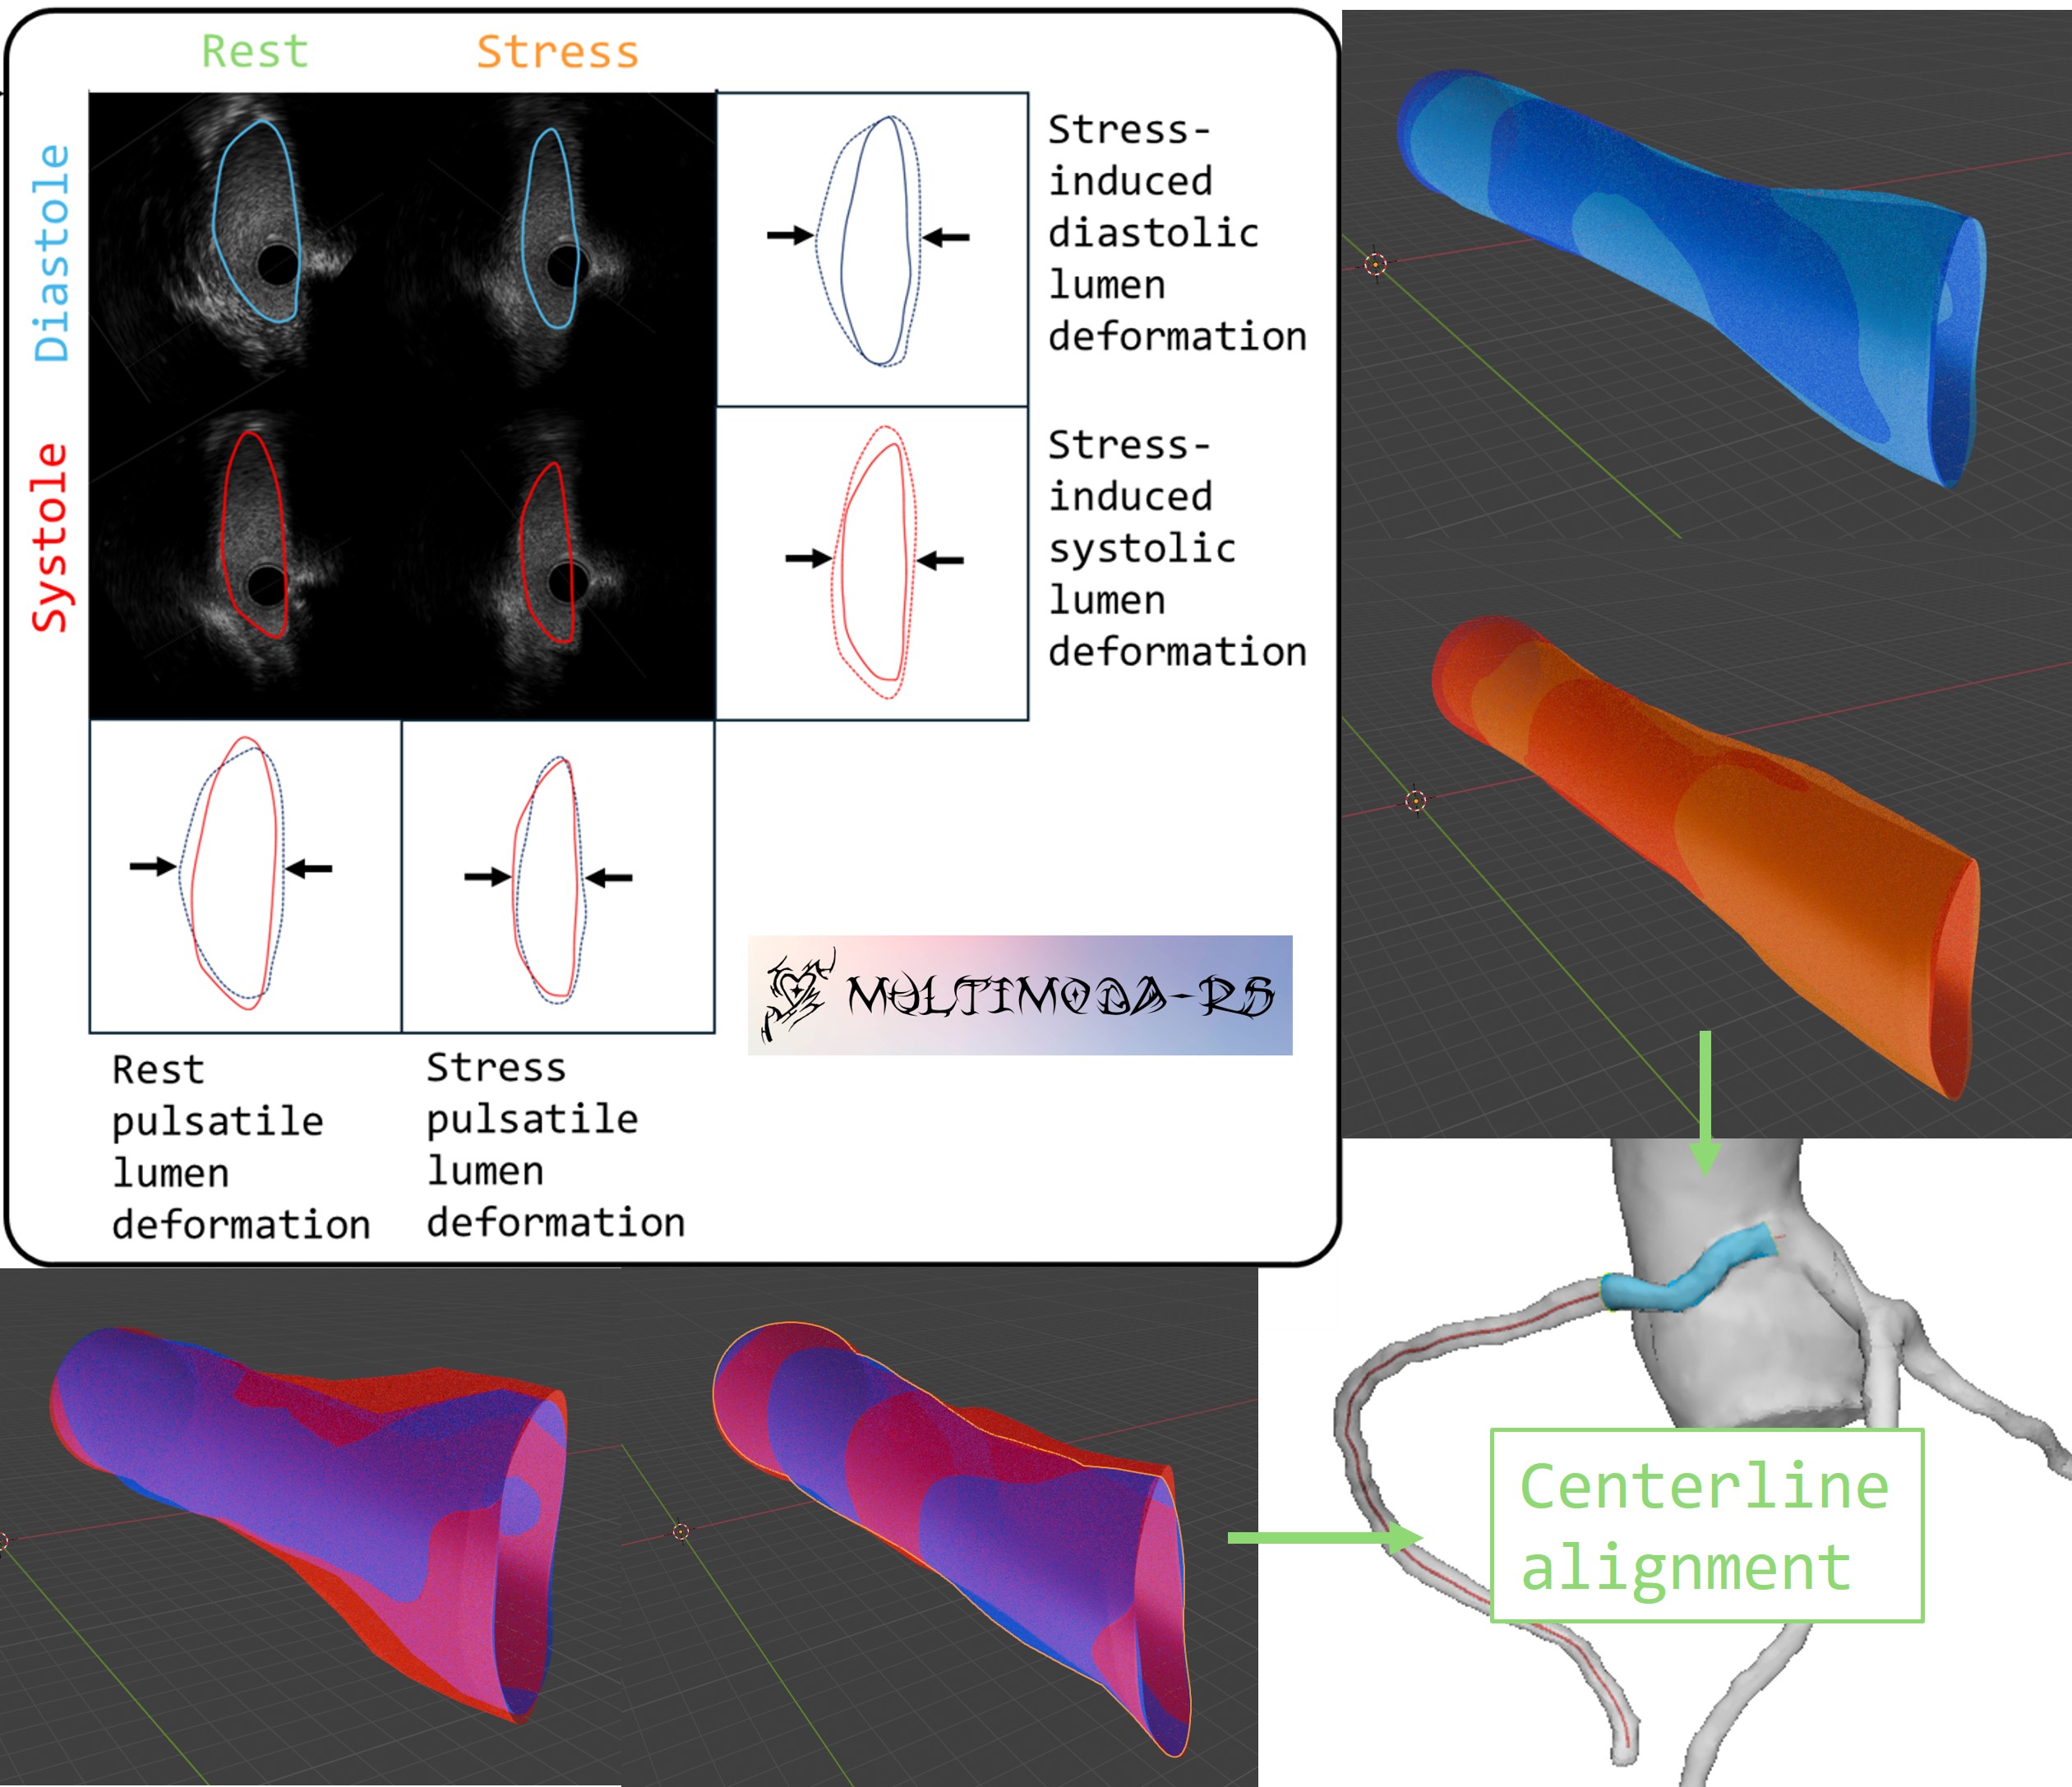 Rest
Stress
Diastole
Systole
Stress-
induced
diastolic
lumen
deformation
Stress-
induced
systolic
lumen
deformation
Rest
pulsatile
lumen
deformation
Stress
pulsatile
lumen
deformation
MULTIMODA-RS
Centerline
alignment